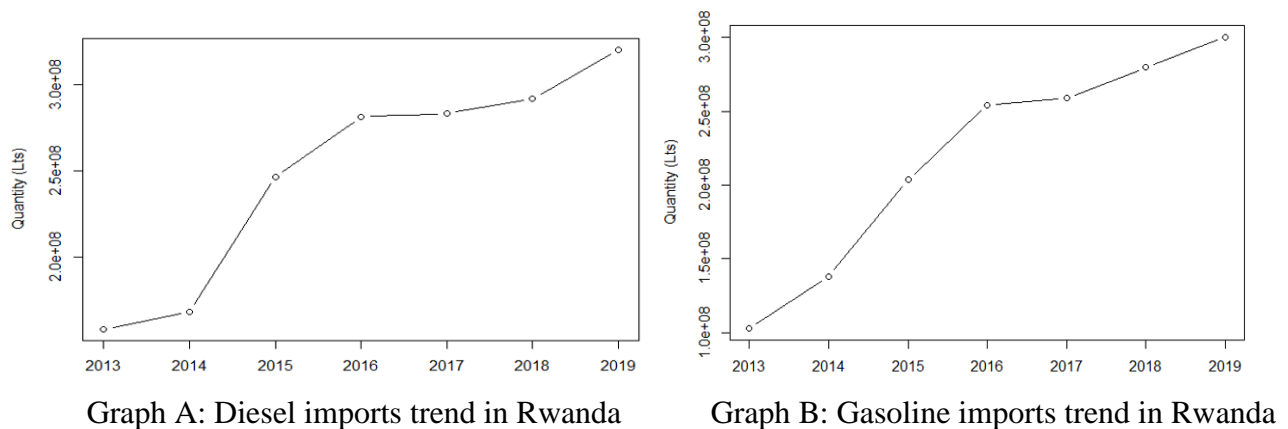 Quantity (Lts)
3.0e+08
2.5e+08
2.0e+08
2013 2014 2015 2016 2017 2018 2019
Graph A: Diesel imports trend in Rwanda
Quantity (Lts)
3.0e+08
2.5e+08
2.0e+08
1.5e+08
1.0e+08
2013 2014 2015 2016 2017 2018 2019
Graph B: Gasoline imports trend in Rwanda